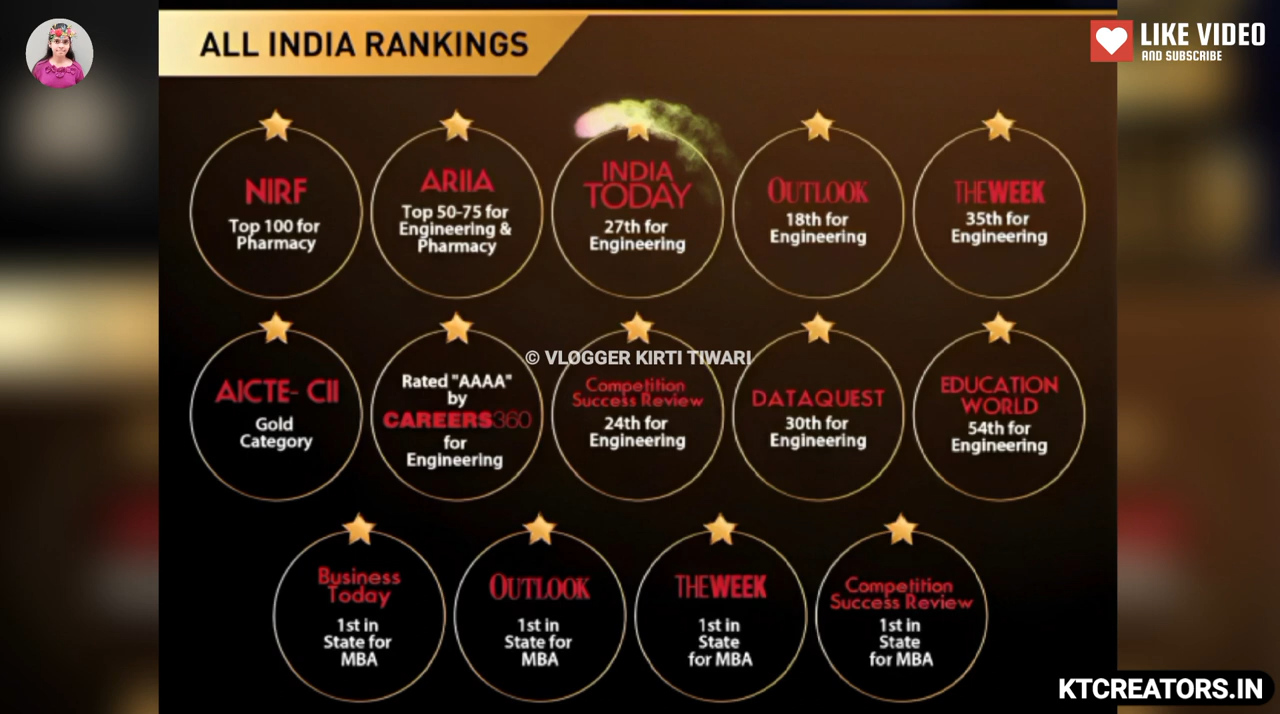 ALL INDIA RANKINGS
LIKE VIDEO
AND SUBSCRIBE
NIRF
Top 100 for
Pharmacy
ARIIA
Top 50-75 for
Engineering &
Pharmacy
INDIA
TODAY
27th for
Engineering
OUTLOOK
18th for
Engineering
THEWEEK
35th for
Engineering
AICTE- CII
Gold
Category
Rated "AAAA"
by
CAREERS360
for
Engineering
© VLOGGER KIRTI TIWARI
Competition
Success Review
24th for
Engineering
DATAQUEST
30th for
Engineering
EDUCATION
WORLD
54th for
Engineering
Business
Today
1st in
State for
MBA
OUTLOOK
1st in
State for
MBA
THEWEEK
1st in
State
for MBA
Competition
Success Review
1st in
State
for MBA
KTCREATORS.IN